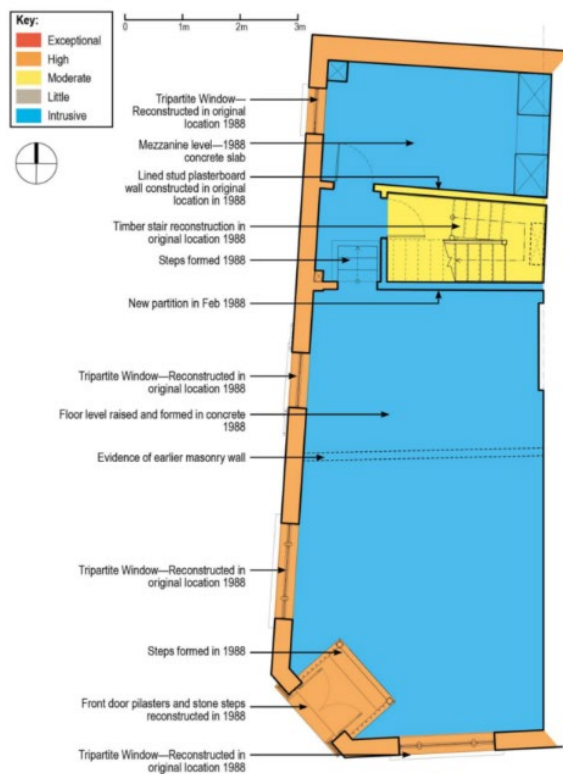 Key:
Exceptional
High
Moderate
Little
Intrusive
0 1m 2m 3m
Tripartite Window—
Reconstructed in original
location 1988
Mezzanine level—1988
concrete slab
Lined stud plasterboard
wall constructed in original
location in 1988
Timber stair reconstruction in
original location 1988
Steps formed 1988
New partition in Feb 1988
Tripartite Window—Reconstructed in
original location 1988
Floor level raised and formed in concrete
1988
Evidence of earlier masonry wall
Tripartite Window—Reconstructed in
original location 1988
Steps formed in 1988
Front door pilasters and stone steps
reconstructed in 1988
Tripartite Window—Reconstructed in
original location 1988